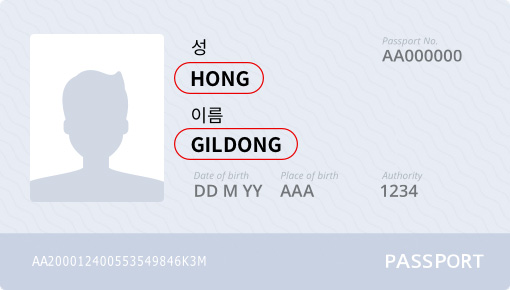 성
HONG
이름
GILDONG
Passport No.
AA000000
Date of birth
DD M YY
Place of birth
AAA
Authority
1234
AA200012400553549846K3M
PASSPORT